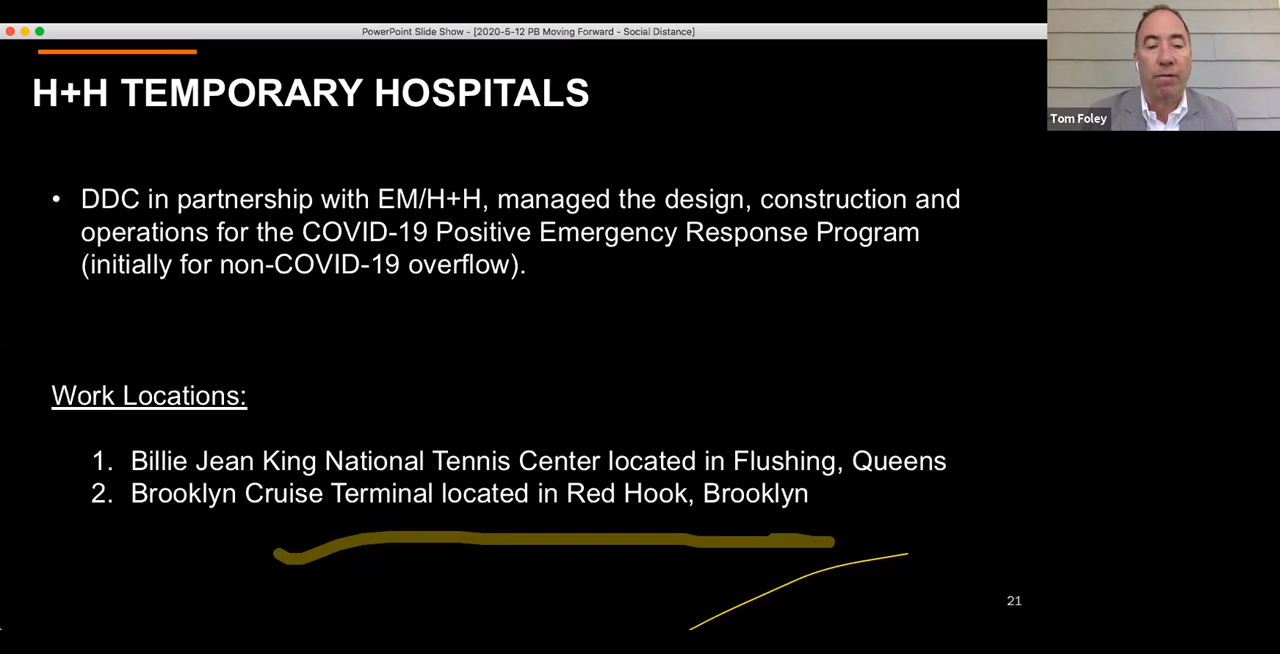 PowerPoint Slide Show - [2020-5-12 PB Moving Forward - Social Distance]
H+H TEMPORARY HOSPITALS
Tom Foley
• DDC in partnership with EM/H+H, managed the design, construction and
operations for the COVID-19 Positive Emergency Response Program
(initially for non-COVID-19 overflow).
Work Locations:
1. Billie Jean King National Tennis Center located in Flushing, Queens
2. Brooklyn Cruise Terminal located in Red Hook, Brooklyn
21